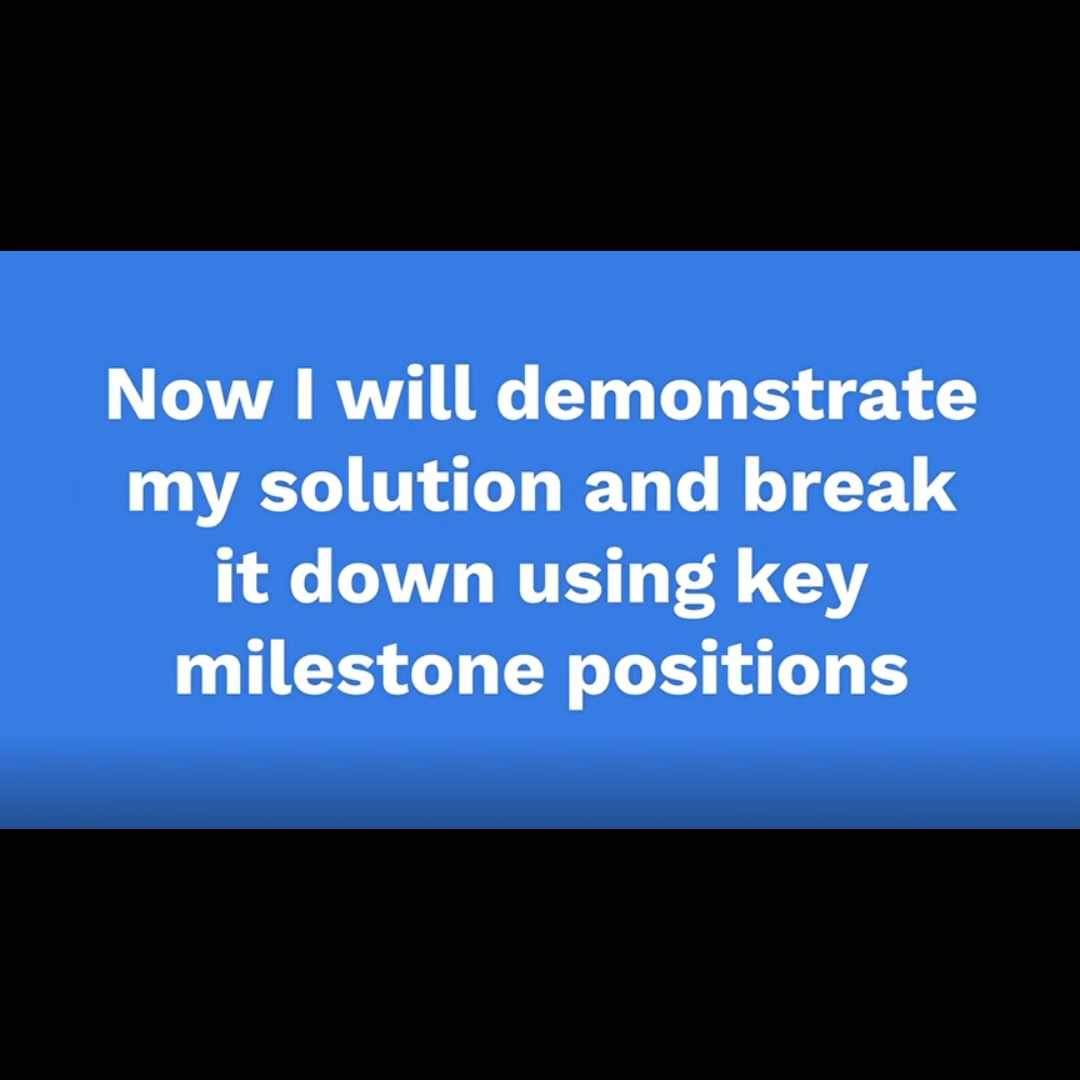 Now I will demonstrate
my solution and break
it down using key
milestone positions